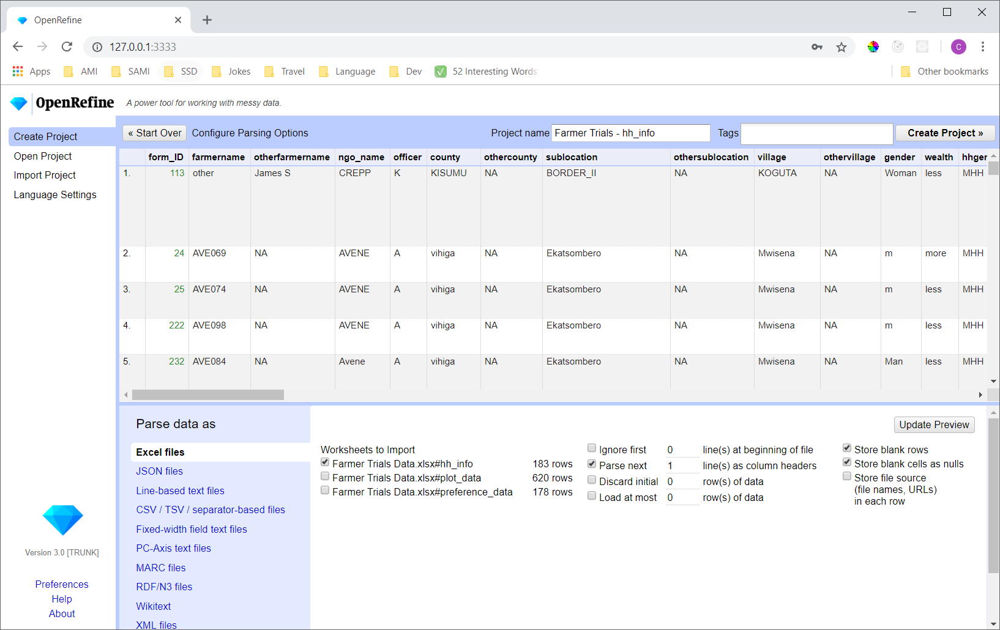 OpenRefine
127.0.0.1:3333
C
Apps AMI SAMI SSD Jokes Travel Language Dev 52 Interesting Words Other bookmarks
OpenRefine A power tool for working with messy data.
Create Project
Open Project
Import Project
Language Settings
« Start Over Configure Parsing Options Project name Farmer Trials - hh_info Tags Create Project »
form_ID farmername otherfarmername ngo_name officer county othercounty sublocation othersublocation village othervillage gender wealth hhger
1. 113 other James S CREPP K KISUMU NA BORDER_II NA KOGUTA NA Woman less MHH
2. 24 AVE069 NA AVENE A vihiga NA Ekatsombero NA Mwisena NA m more MHH
3. 25 AVE074 NA AVENE A vihiga NA Ekatsombero NA Mwisena NA m less MHH
4. 222 AVE098 NA AVENE A vihiga NA Ekatsombero NA Mwisena NA m less MHH
5. 232 AVE084 NA Avene A vihiga NA Ekatsombero NA Mwisena NA Man less MHH
Parse data as
Excel files
JSON files
Line-based text files
CSV / TSV / separator-based files
Fixed-width field text files
PC-Axis text files
MARC files
RDF/N3 files
Wikitext
XML files
Update Preview
Worksheets to Import
Farmer Trials Data.xlsx#hh_info 183 rows
Farmer Trials Data.xlsx#plot_data 620 rows
Farmer Trials Data.xlsx#preference_data 178 rows
Ignore first 0 line(s) at beginning of file
Parse next 1 line(s) as column headers
Discard initial 0 row(s) of data
Load at most 0 row(s) of data
Store blank rows
Store blank cells as nulls
Store file source
(file names, URLs)
in each row
Version 3.0 [TRUNK]
Preferences
Help
About